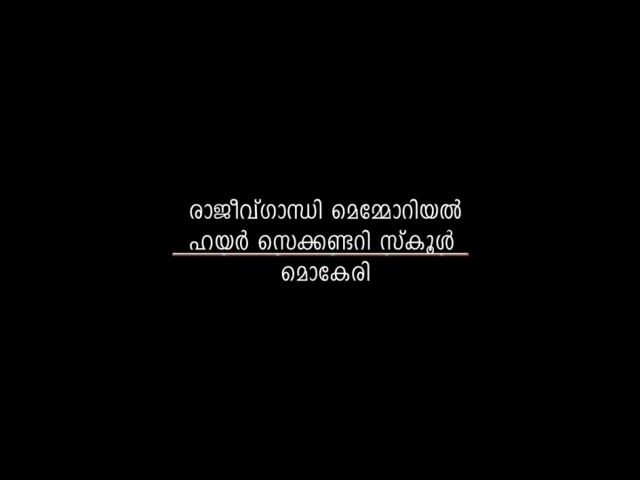 രാജീവ്ഗാന്ധി മെമ്മോറിയൽ
ഹയർ സെക്കണ്ടറി സ്കൂൾ
മൊകേരി